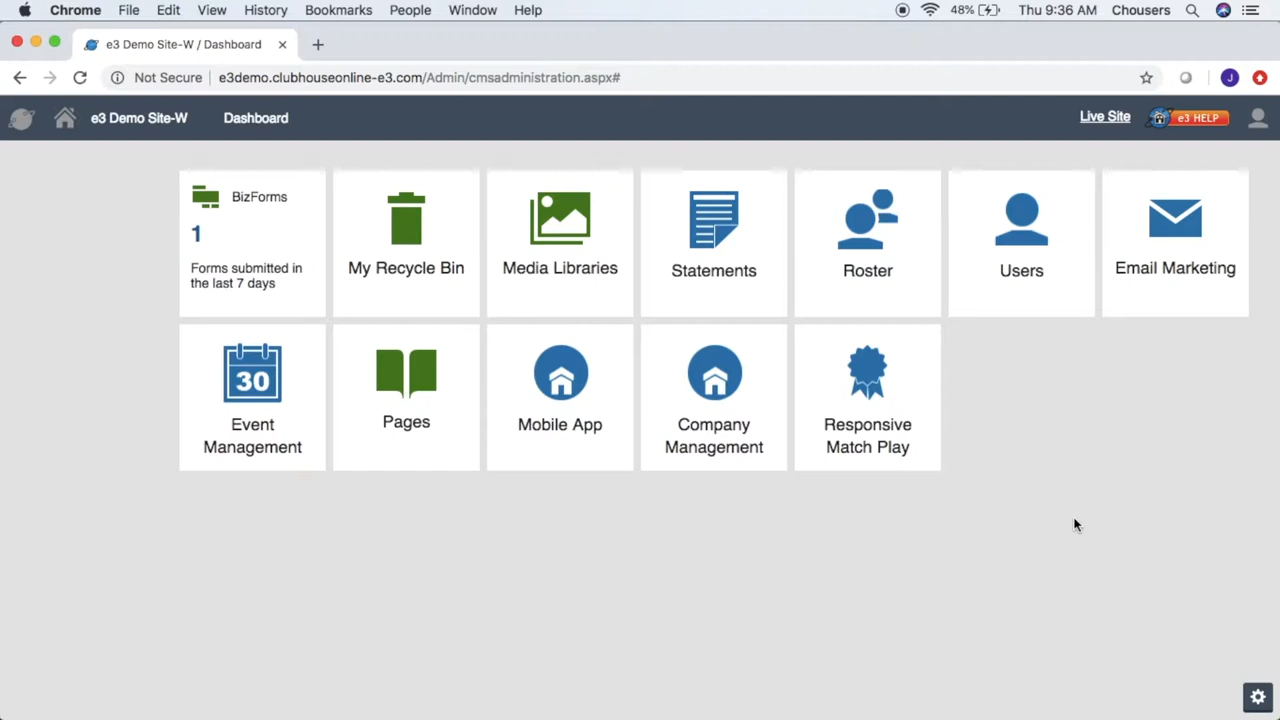 Chrome File Edit View History Bookmarks People Window Help 48% Thu 9:36 AM Chousers
e3 Demo Site-W / Dashboard
Not Secure e3demo.clubhouseonline-e3.com/Admin/cmsadministration.aspx# J
e3 Demo Site-W Dashboard Live Site e3 HELP
BizForms
1
Forms submitted in
the last 7 days
My Recycle Bin
Media Libraries
Statements
Roster
Users
Email Marketing
30
Event
Management
Pages
Mobile App
Company
Management
Responsive
Match Play